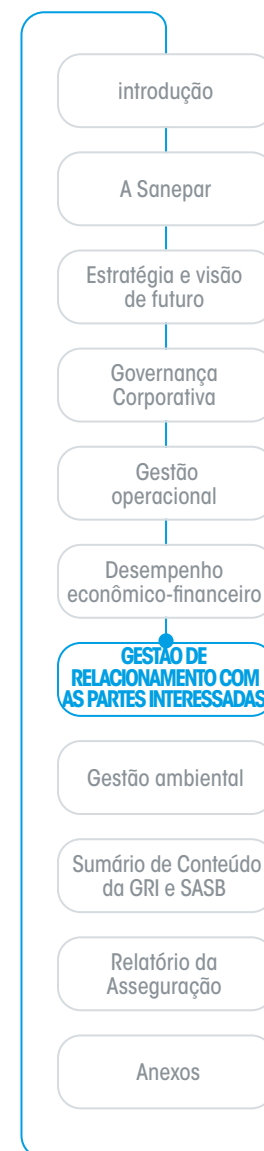 introdução
A Sanepar
Estratégia e visão
de futuro
Governança
Corporativa
Gestão
operacional
Desempenho
econômico-financeiro
GESTÃO DE
RELACIONAMENTO COM
AS PARTES INTERESSADAS
Gestão ambiental
Sumário de Conteúdo
da GRI e SASB
Relatório da
Asseguração
Anexos